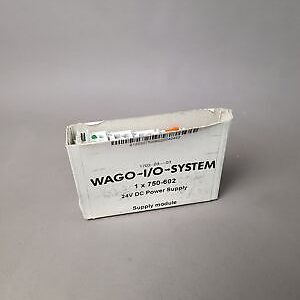 WAGO-I/O-SYSTEM
1 x 750-602
24V DC Power Supply
Supply module